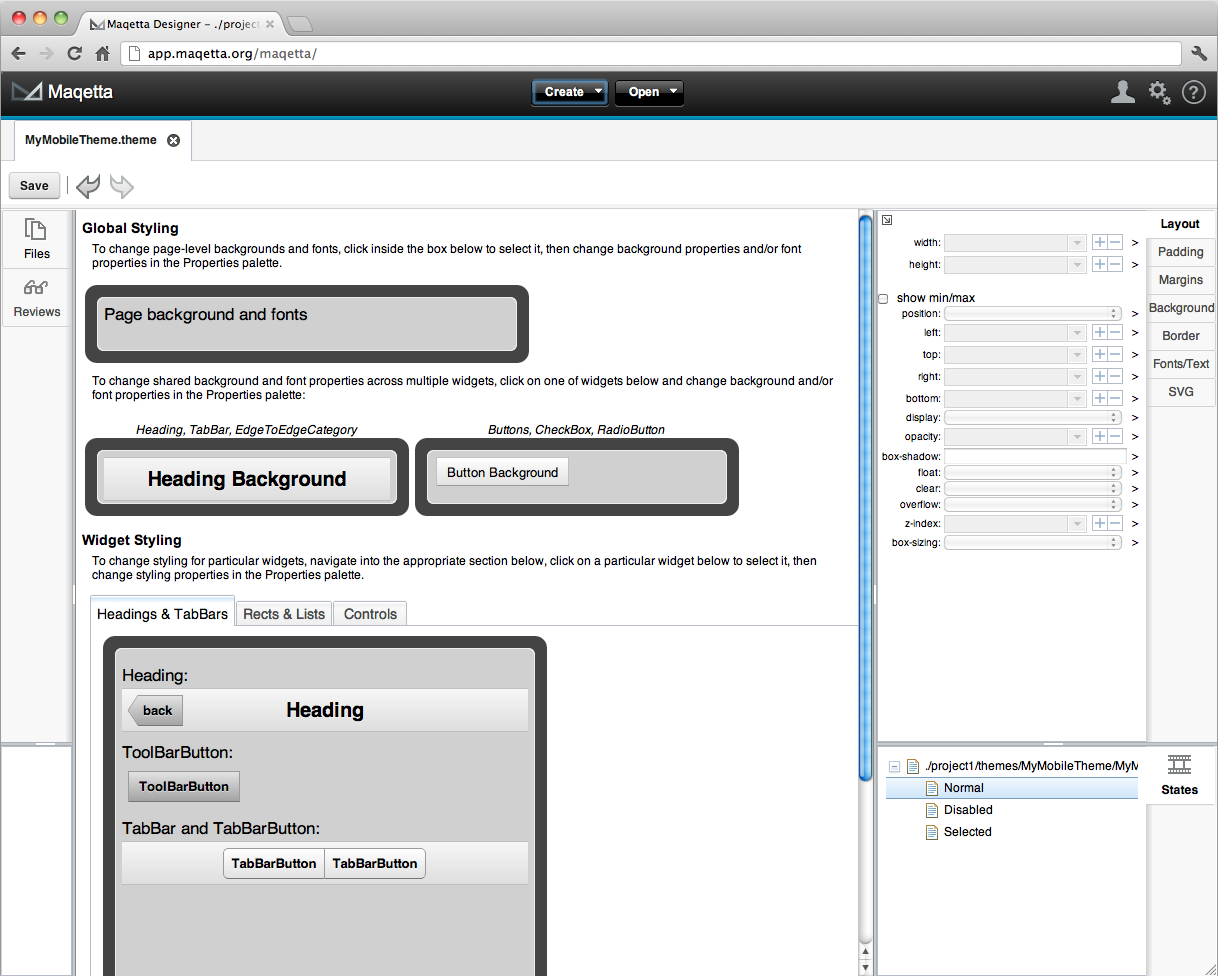 Maqetta Designer – ./project
app.maqetta.org/maqetta/
Maqetta
Create
Open
?
MyMobileTheme.theme
Save
Files
Reviews
Global Styling
To change page-level backgrounds and fonts, click inside the box below to select it, then change background properties and/or font
properties in the Properties palette.
Page background and fonts
To change shared background and font properties across multiple widgets, click on one of widgets below and change background and/or
font properties in the Properties palette:
Heading, TabBar, EdgeToEdgeCategory
Buttons, CheckBox, RadioButton
Heading Background
Button Background
Widget Styling
To change styling for particular widgets, navigate into the appropriate section below, click on a particular widget below to select it, then
change styling properties in the Properties palette.
Headings & TabBars
Rects & Lists
Controls
Heading:
back
Heading
ToolBarButton:
ToolBarButton
TabBar and TabBarButton:
TabBarButton
TabBarButton
width: >
height: >
show min/max
position: >
left: >
top: >
right: >
bottom: >
display: >
opacity: >
box-shadow: >
float: >
clear: >
overflow: >
z-index: >
box-sizing: >
Layout
Padding
Margins
Background
Border
Fonts/Text
SVG
./project1/themes/MyMobileTheme/MyM
Normal
Disabled
Selected
States